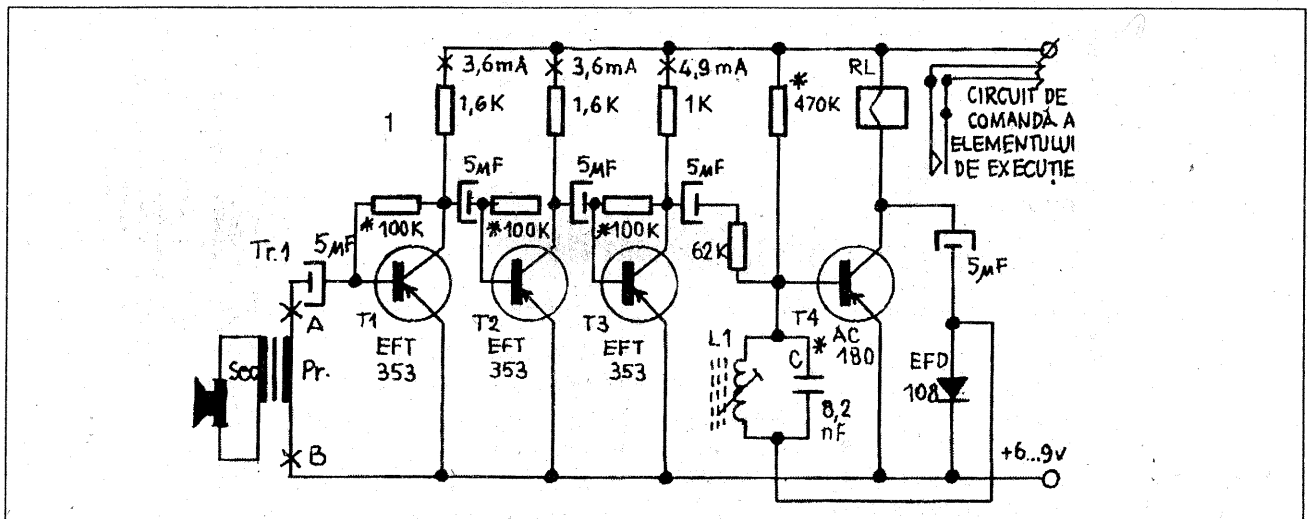 1
3,6mA
3,6mA
4,9mA
RL
1,6K
1,6K
1K
*
470K
CIRCUIT DE
COMANDĂ A
ELEMENTULUI
DE EXECUȚIE
5µF
5µF
5µF
*100K
*100K
*100K
62K
Tr.1
5µF
5µF
A
T1
EFT
353
T2
EFT
353
T3
EFT
353
L1
C *
8,2
nF
T4
AC
180
EFD
108
Sec
Pr.
B
+6...9v